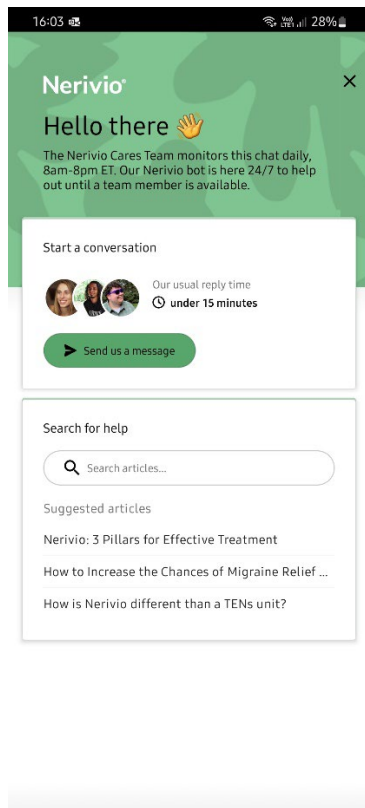 16:03
28%
Nerivio®
Hello there 👋
The Nerivio Cares Team monitors this chat daily,
8am-8pm ET. Our Nerivio bot is here 24/7 to help
out until a team member is available.
Start a conversation
Our usual reply time
under 15 minutes
Send us a message
Search for help
Search articles...
Suggested articles
Nerivio: 3 Pillars for Effective Treatment
How to Increase the Chances of Migraine Relief ...
How is Nerivio different than a TENs unit?